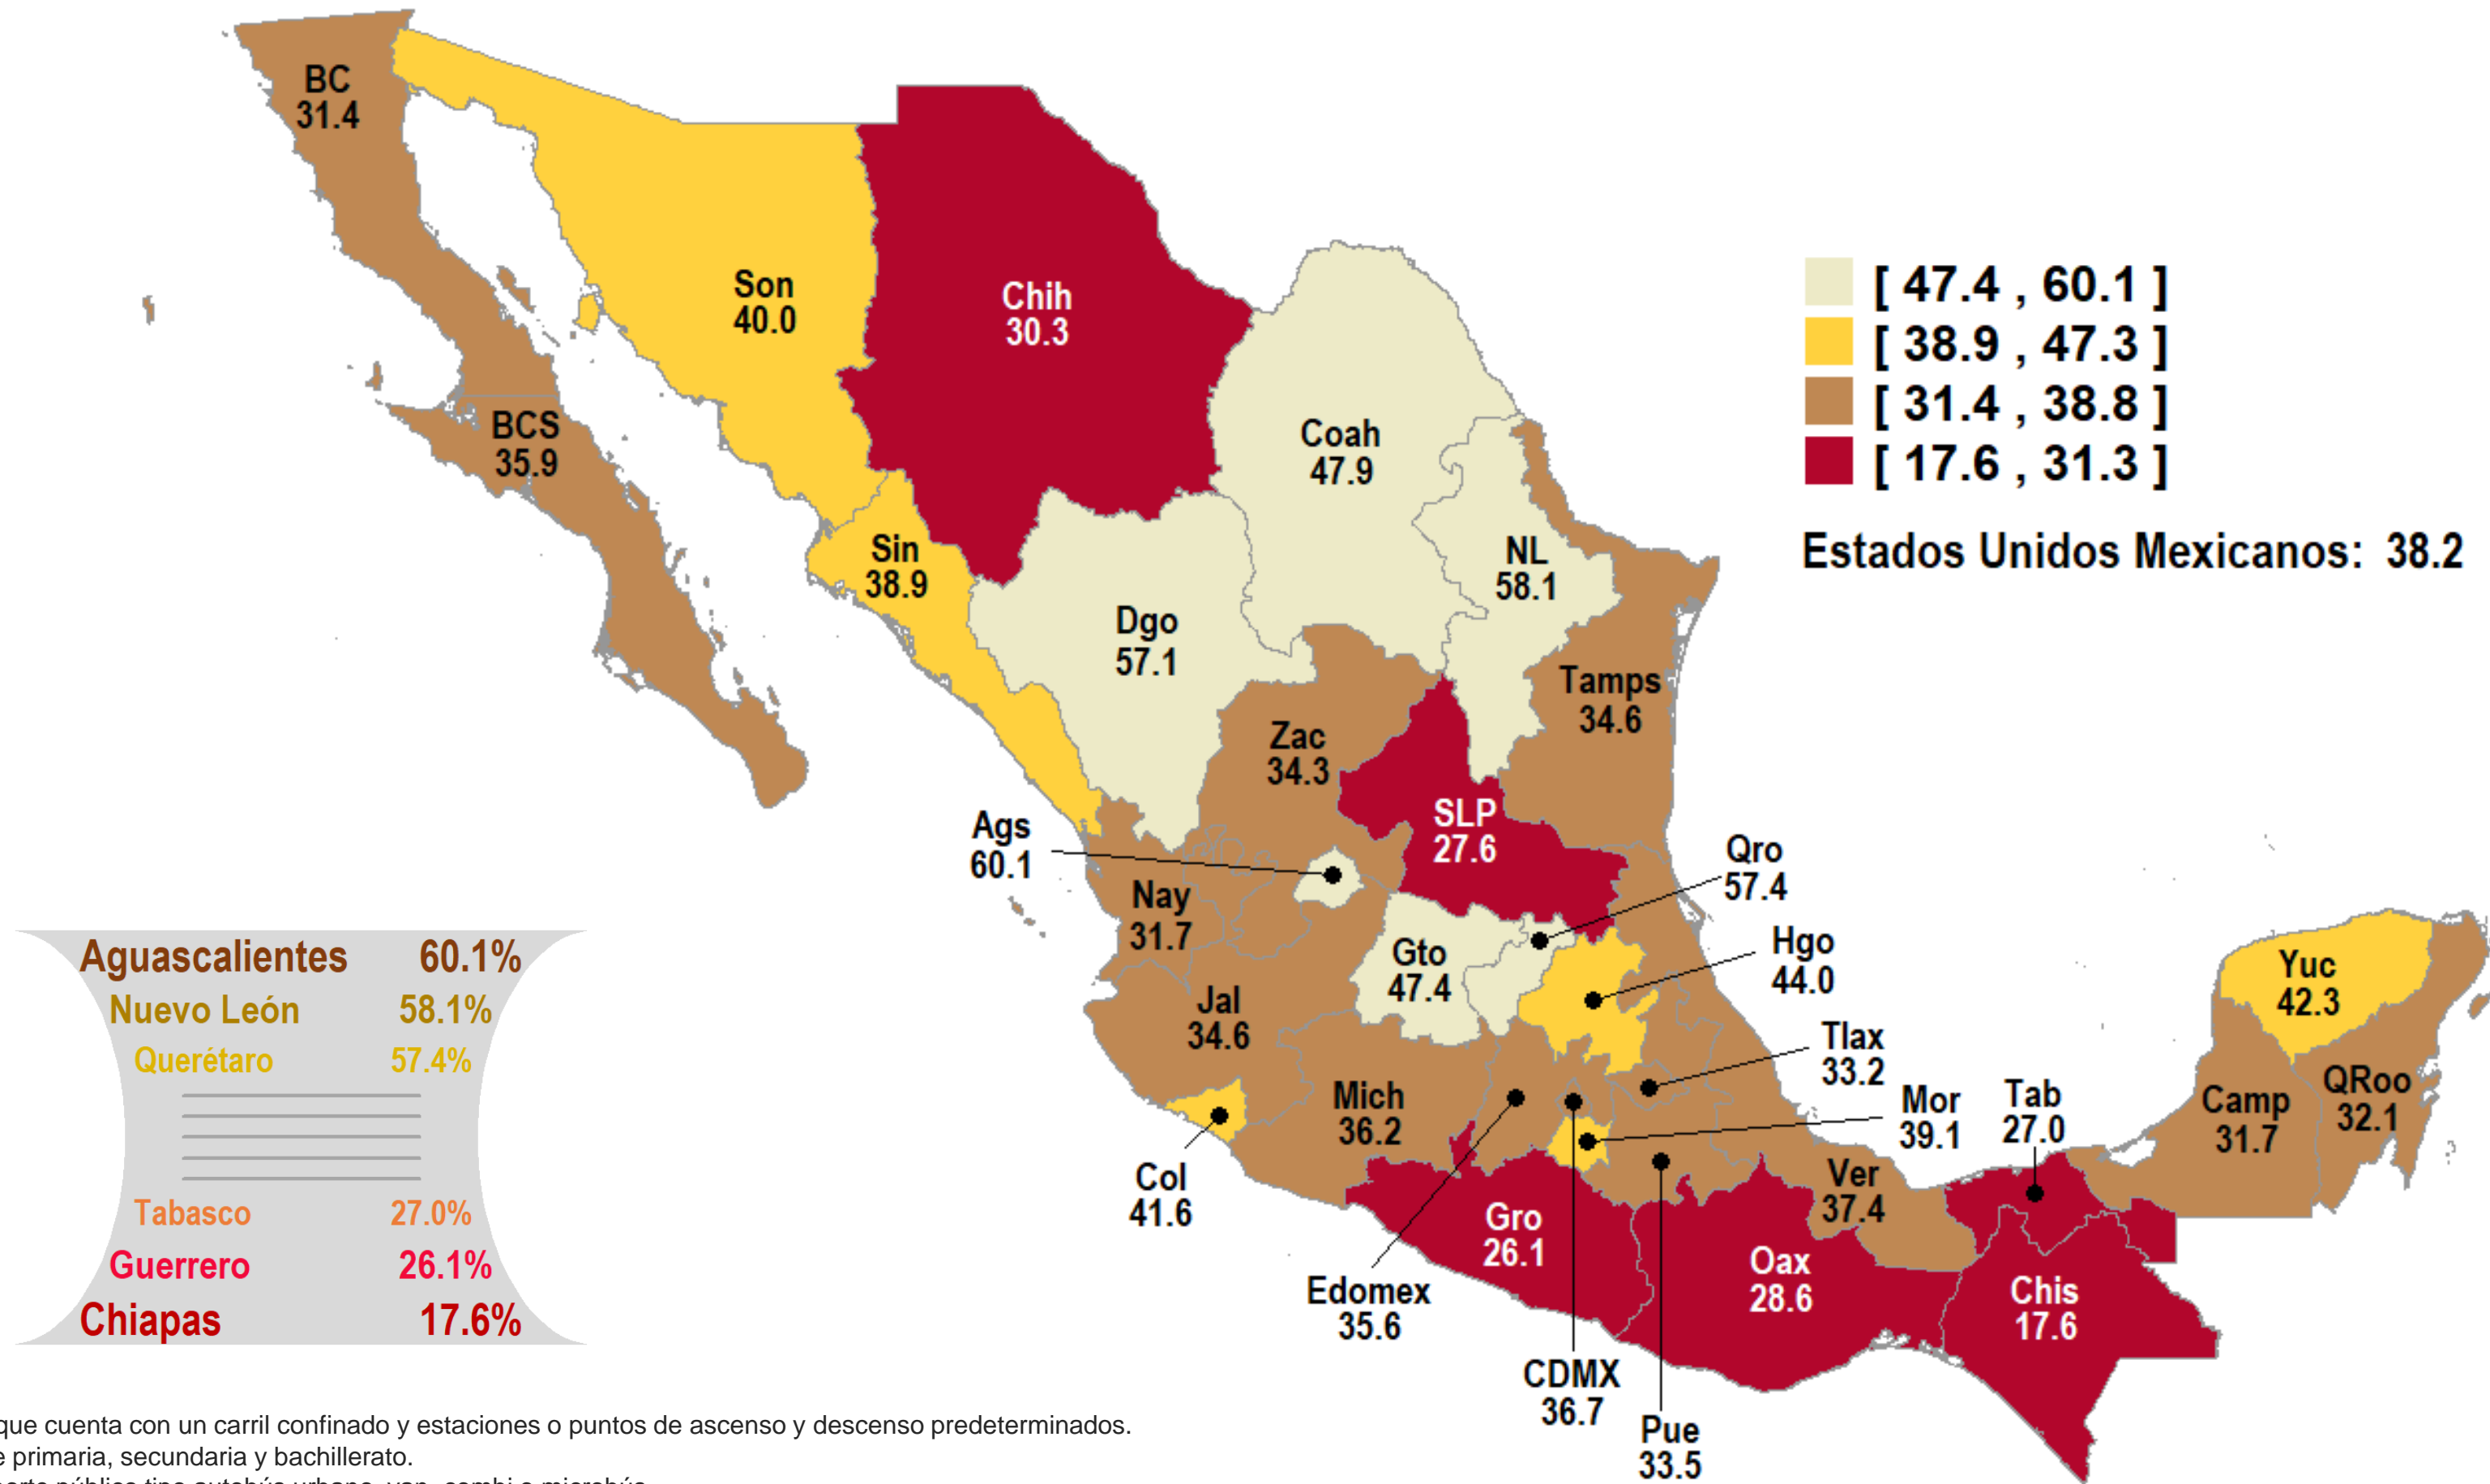 BC
31.4
Son
40.0
Chih
30.3
BCS
35.9
Coah
47.9
Sin
38.9
NL
58.1
Dgo
57.1
Tamps
34.6
Zac
34.3
SLP
27.6
Ags
60.1
Nay
31.7
Qro
57.4
Gto
47.4
Hgo
44.0
Jal
34.6
Tlax
33.2
Mich
36.2
Mor
39.1
Tab
27.0
Yuc
42.3
Camp
31.7
QRoo
32.1
Col
41.6
Ver
37.4
Gro
26.1
Oax
28.6
Chis
17.6
Edomex
35.6
CDMX
36.7
Pue
33.5
[ 47.4 , 60.1 ]
[ 38.9 , 47.3 ]
[ 31.4 , 38.8 ]
[ 17.6 , 31.3 ]
Estados Unidos Mexicanos: 38.2
Aguascalientes 60.1%
Nuevo León 58.1%
Querétaro 57.4%
Tabasco 27.0%
Guerrero 26.1%
Chiapas 17.6%
que cuenta con un carril confinado y estaciones o puntos de ascenso y descenso predeterminados.
primaria, secundaria y bachillerato.
público tipo autobús urbano, van, combi o microbús